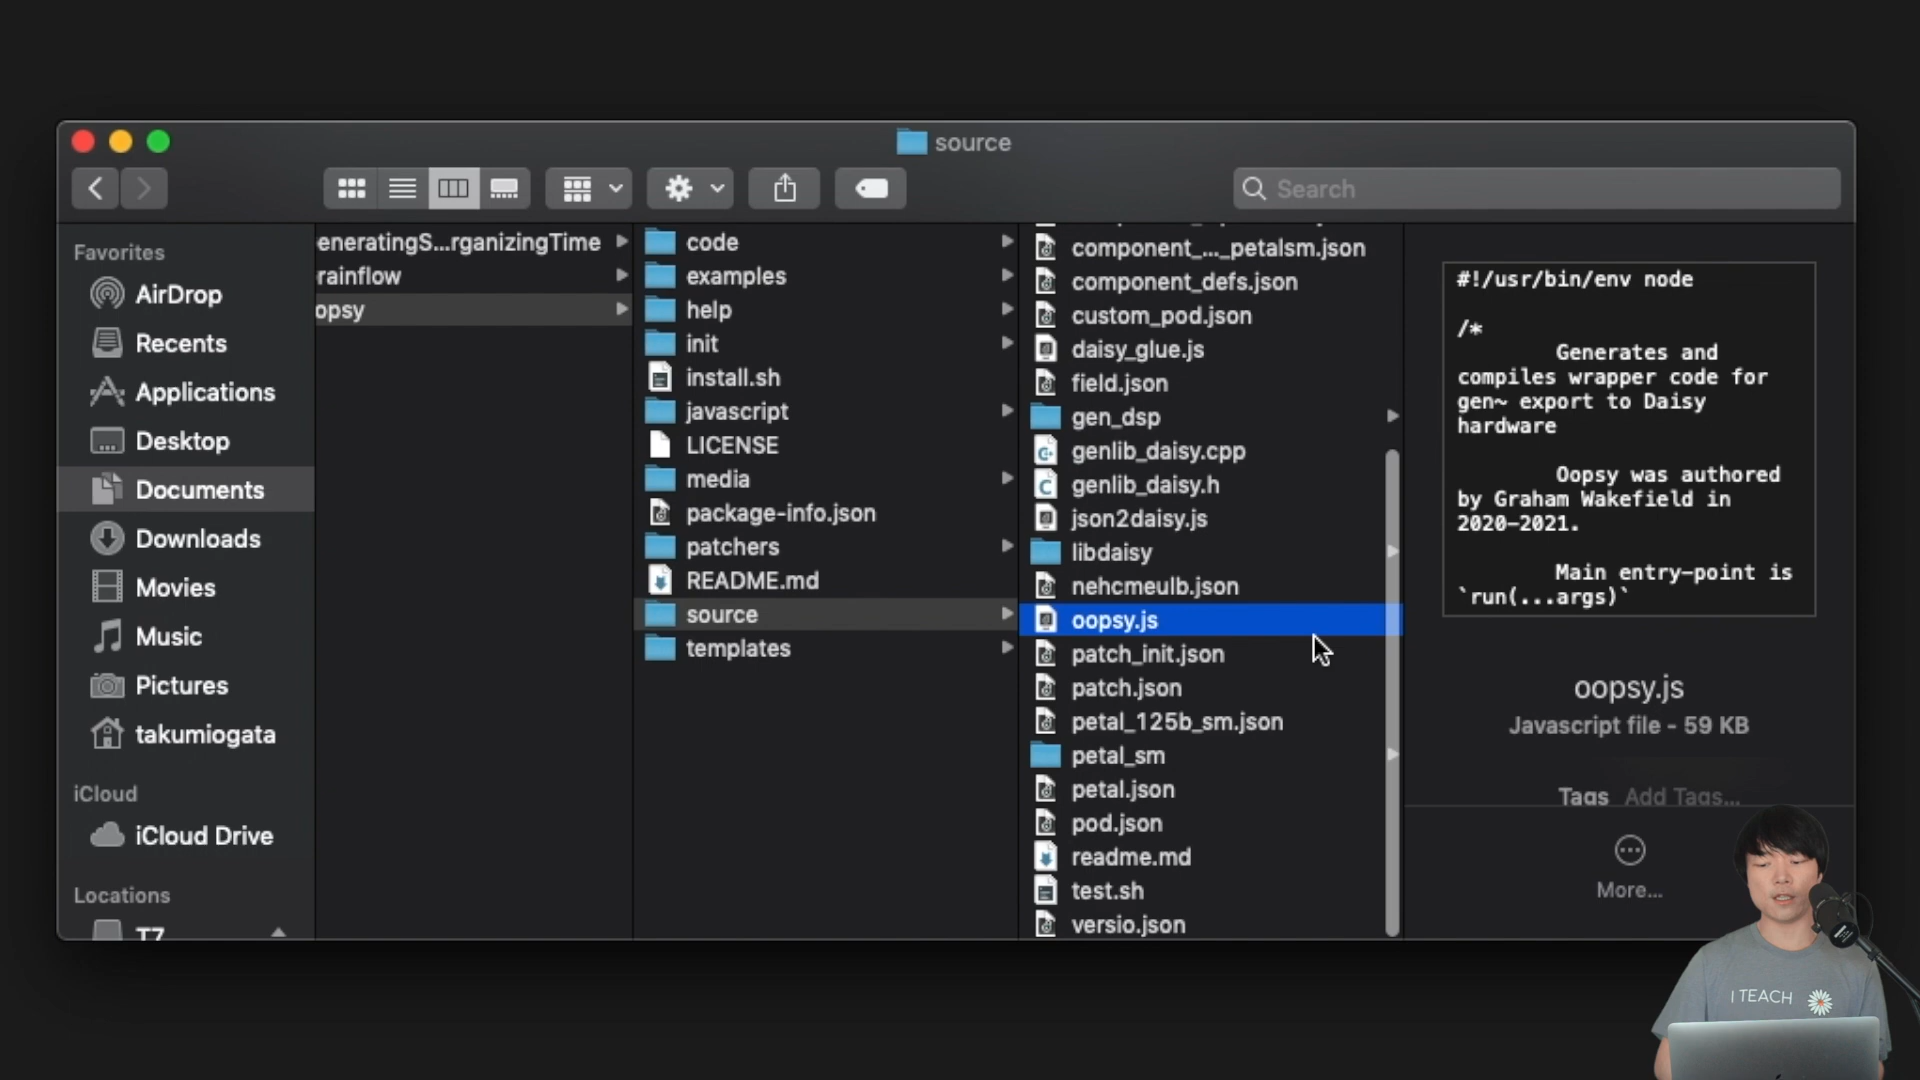 source
Search
Favorites
AirDrop
Recents
Applications
Desktop
Documents
Downloads
Movies
Music
Pictures
takumiogata
iCloud
iCloud Drive
Locations
T7
eneratingS...rganizingTime
rainflow
opsy
code
examples
help
init
install.sh
javascript
LICENSE
media
package-info.json
patchers
README.md
source
templates
component_..._petalsm.json
component_defs.json
custom_pod.json
daisy_glue.js
field.json
gen_dsp
genlib_daisy.cpp
genlib_daisy.h
json2daisy.js
libdaisy
nehcmeulb.json
oopsy.js
patch_init.json
patch.json
petal_125b_sm.json
petal_sm
petal.json
pod.json
readme.md
test.sh
versio.json
#!/usr/bin/env node
/*
Generates and
compiles wrapper code for
gen~ export to Daisy
hardware
Oopsy was authored
by Graham Wakefield in
2020-2021.
Main entry-point is
`run(...args)`
oopsy.js
Javascript file - 59 KB
Tags Add Tags...
More...
I TEACH